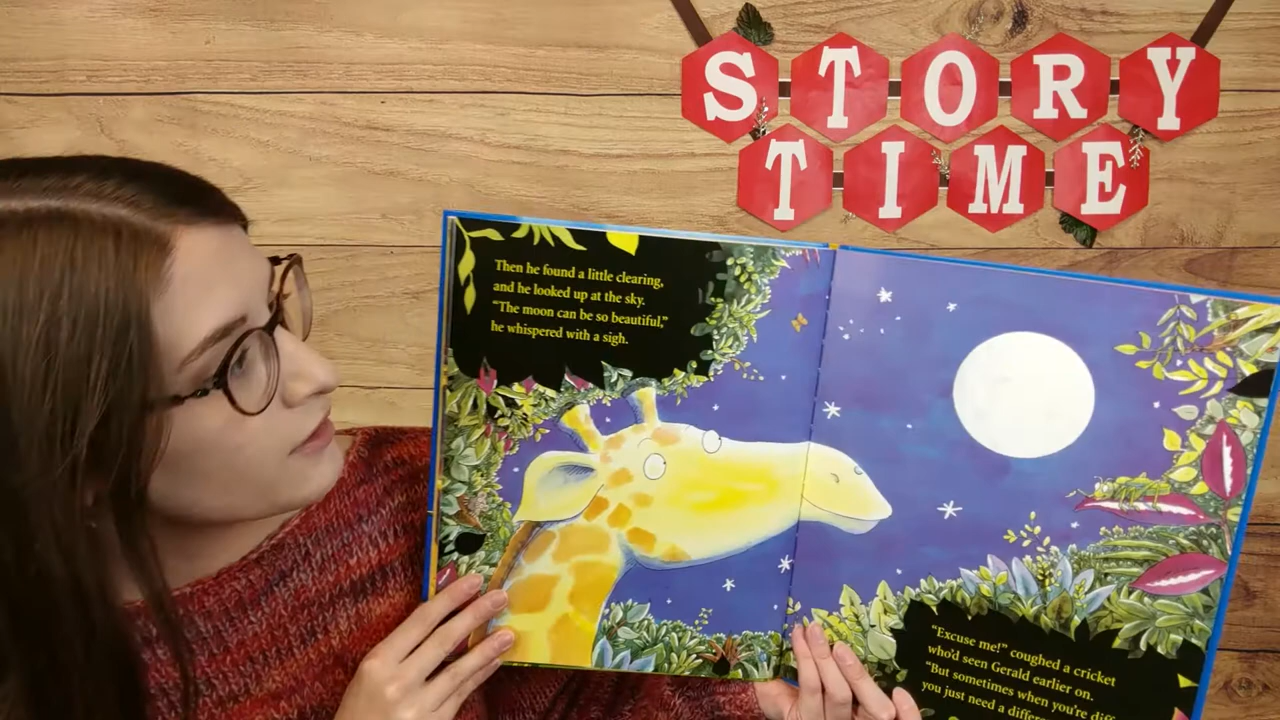 STORY
TIME
Then he found a little clearing,
and he looked up at the sky.
"The moon can be so beautiful,"
he whispered with a sigh.
"Excuse me!" coughed a cricket
who'd seen Gerald earlier on.
"But sometimes when you're
you just need a